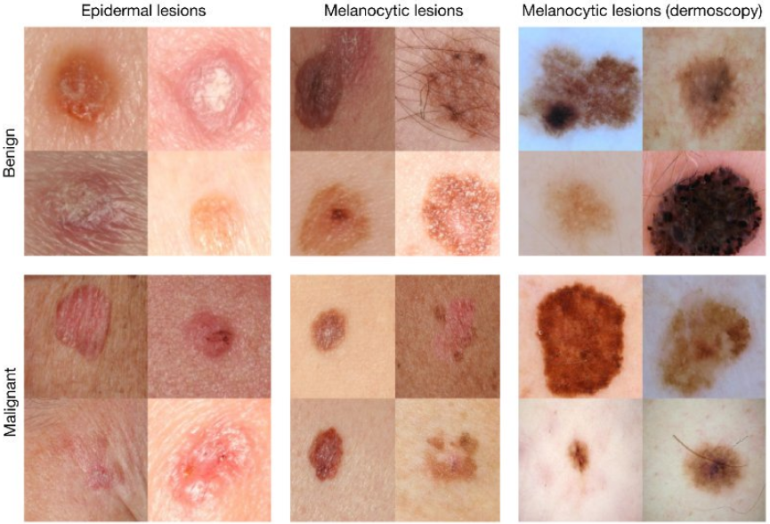 Epidermal lesions
Melanocytic lesions
Melanocytic lesions (dermoscopy)
Benign
Malignant